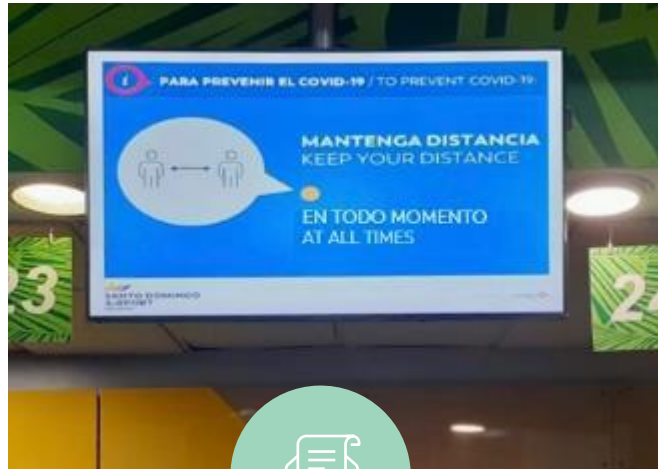 i PARA PREVENIR EL COVID-19 / TO PREVENT COVID-19:
MANTENGA DISTANCIA
KEEP YOUR DISTANCE
EN TODO MOMENTO
AT ALL TIMES
23
SANTO DOMINGO